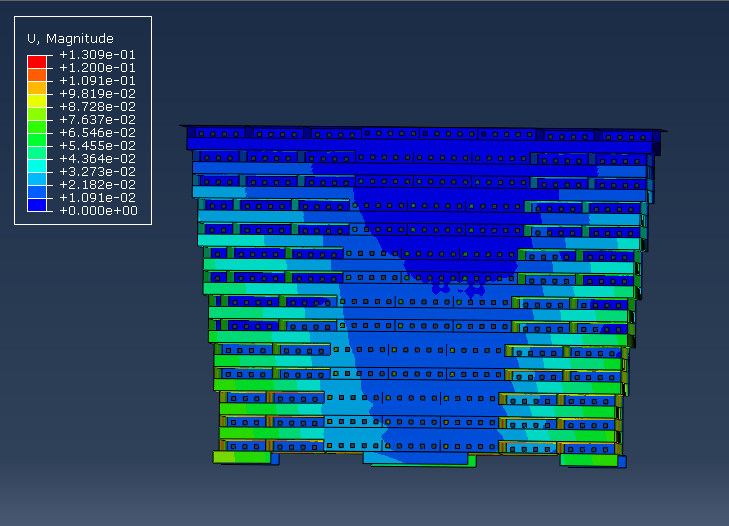 U, Magnitude
+1.309e-01
+1.200e-01
+1.091e-01
+9.819e-02
+8.728e-02
+7.637e-02
+6.546e-02
+5.455e-02
+4.364e-02
+3.273e-02
+2.182e-02
+1.091e-02
+0.000e+00